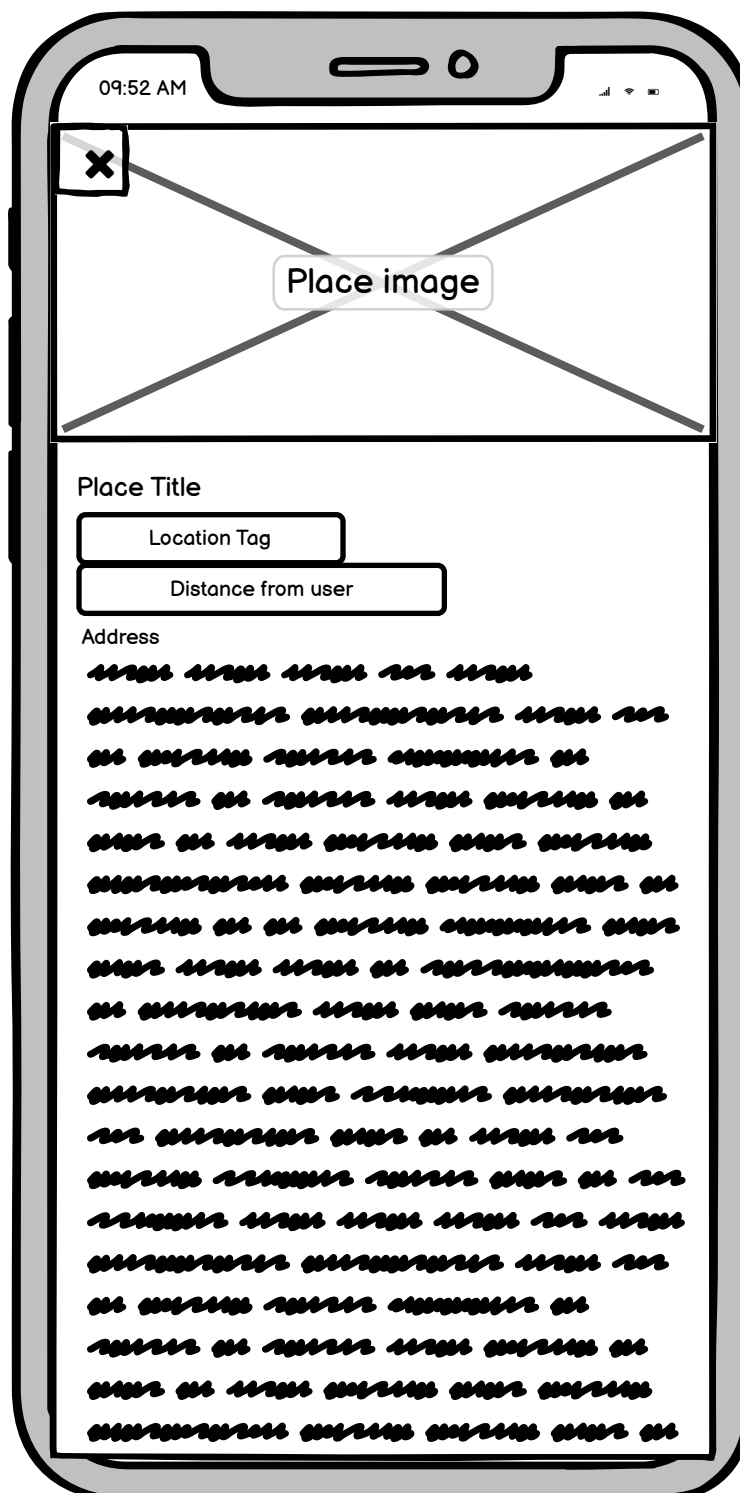 09:52 AM
Place image
Place Title
Location Tag
Distance from user
Address